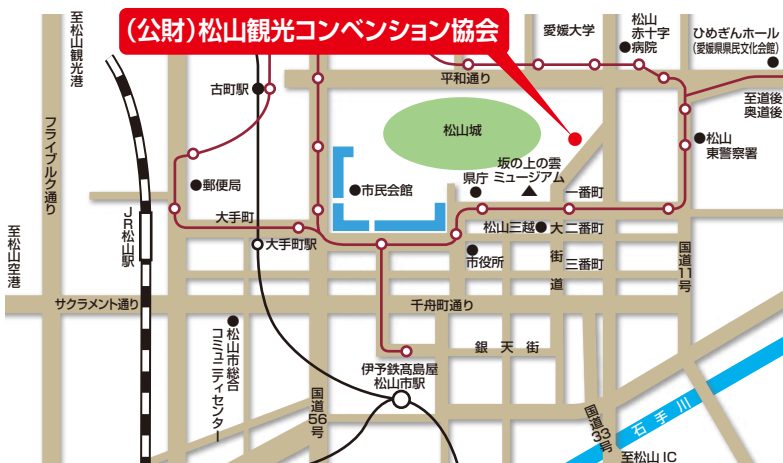 (公財)松山観光コンベンション協会
至松山観光港
愛媛大学
松山
赤十字
病院
ひめぎんホール
(愛媛県県民文化会館)
平和通り
古町駅
至道後
奥道後
フライブルク通り
松山城
松山
東警察署
坂の上の雲
ミュージアム
県庁
郵便局
市民会館
一番町
大手町
松山三越
大街道
二番町
JR松山駅
至松山空港
大手町駅
市役所
三番町
国道11号
サクラメント通り
千舟町通り
松山市総合
コミュニティセンター
銀天街
伊予鉄髙島屋
松山市駅
国道56号
国道33号
石手川
至松山IC